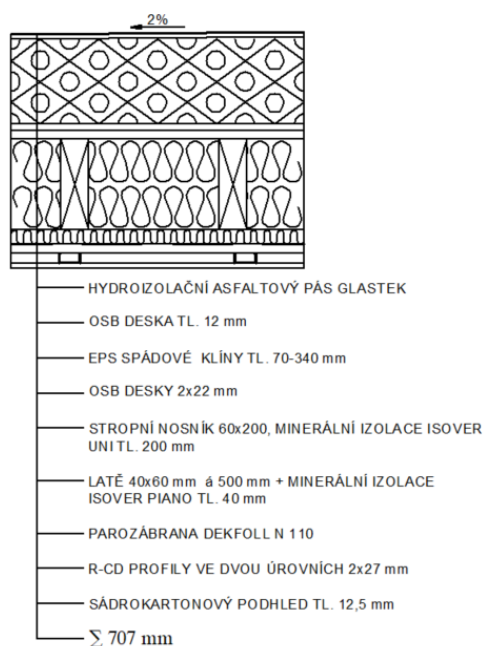 2%
HYDROIZOLAČNÍ ASFALTOVÝ PÁS GLASTEK
OSB DESKA TL. 12 mm
EPS SPÁDOVÉ KLÍNY TL. 70-340 mm
OSB DESKY 2x22 mm
STROPNÍ NOSNÍK 60x200, MINERÁLNÍ IZOLACE ISOVER
UNI TL. 200 mm
LATĚ 40x60 mm á 500 mm + MINERÁLNÍ IZOLACE
ISOVER PIANO TL. 40 mm
PAROZÁBRANA DEKFOLL N 110
R-CD PROFILY VE DVOU ÚROVNÍCH 2x27 mm
SÁDROKARTONOVÝ PODHLED TL. 12,5 mm
∑ 707 mm